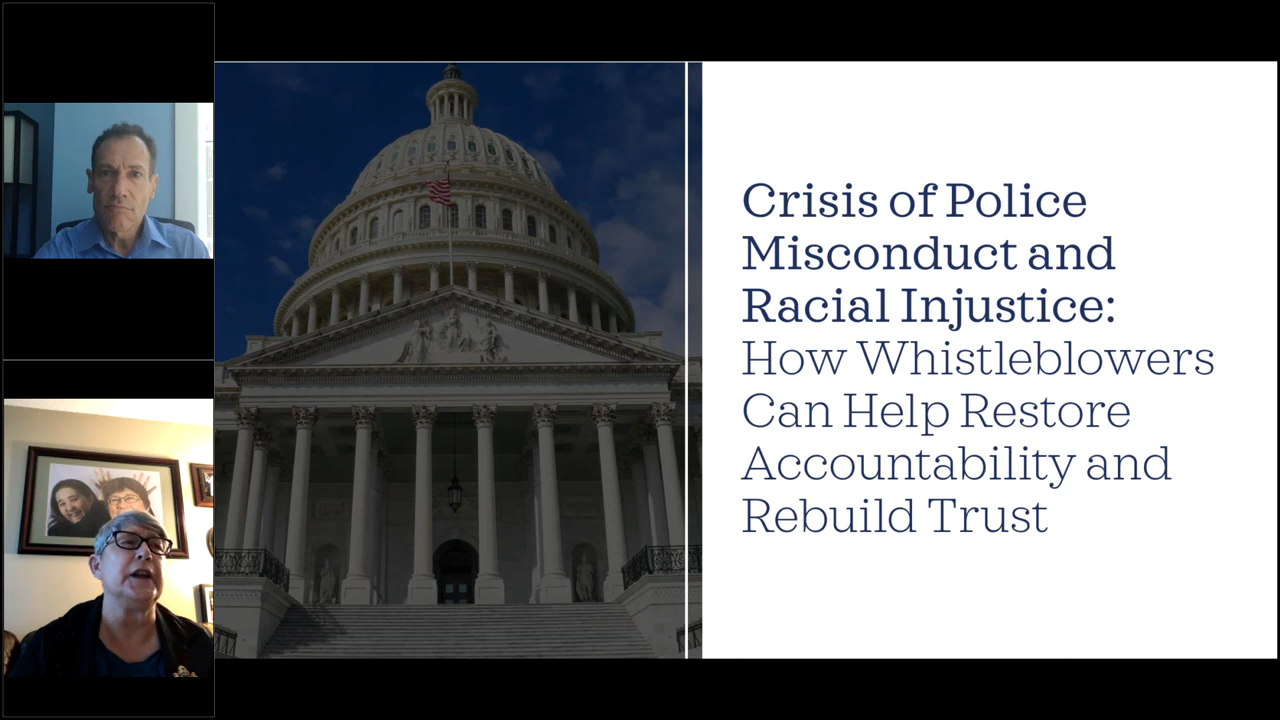 Crisis of Police
Misconduct and
Racial Injustice:
How Whistleblowers
Can Help Restore
Accountability and
Rebuild Trust